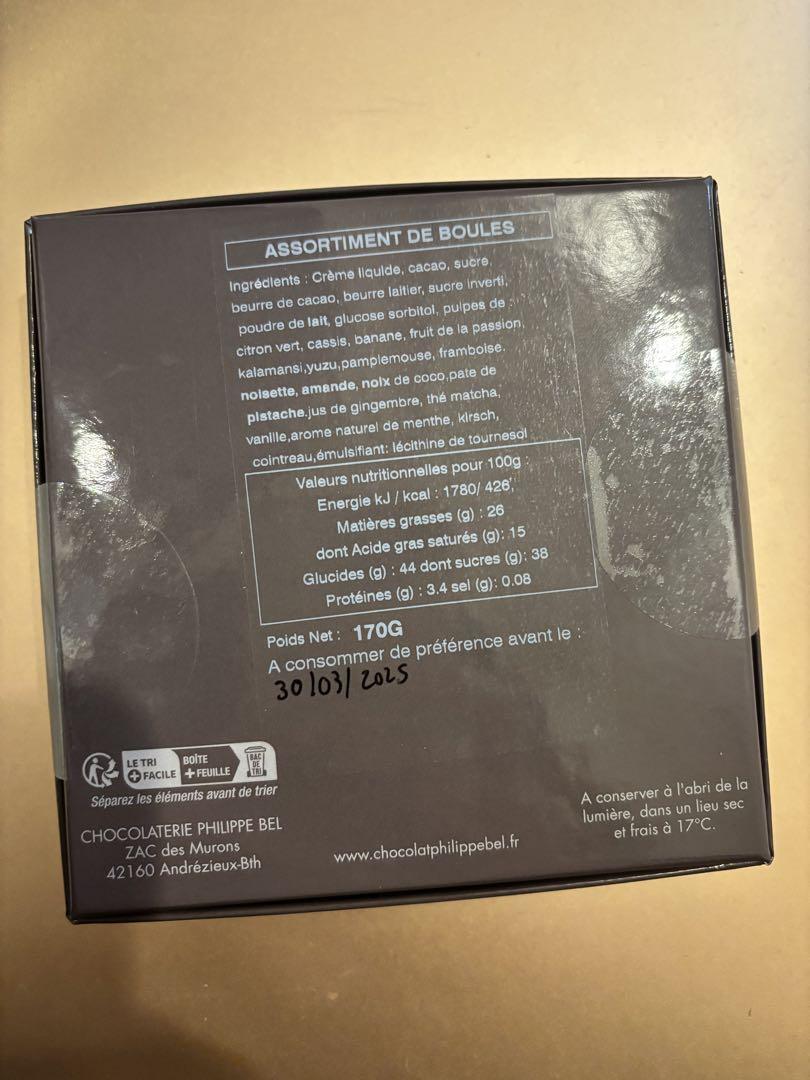 ASSORTIMENT DE BOULES
Ingrédients : Crème liquide, cacao, sucre,
beurre de cacao, beurre laitier, sucre inverti,
poudre de lait, glucose sorbitol, pulpes de :
citron vert, cassis, banane, fruit de la passion,
kalamansi,yuzu,pamplemouse, framboise.
noisette, amande, noix de coco,pate de
pistache.jus de gingembre, thé matcha,
vanille,arome naturel de menthe, kirsch,
cointreau,émulsifiant: lécithine de tournesol
Valeurs nutritionnelles pour 100g :
Energie kJ / kcal : 1780/ 426,
Matières grasses (g) : 26
dont Acide gras saturés (g): 15
Glucides (g) : 44 dont sucres (g): 38
Protéines (g) : 3.4 sel (g): 0.08
Poids Net : 170G
A consommer de préférence avant le :
30/03/2025
LE TRI
+ FACILE
BOÎTE
+ FEUILLE
BAC
DE
TRI
Séparez les éléments avant de trier
CHOCOLATERIE PHILIPPE BEL
ZAC des Murons
42160 Andrézieux-Bth
www.chocolatphilippebel.fr
A conserver à l'abri de la
lumière, dans un lieu sec
et frais à 17°C.